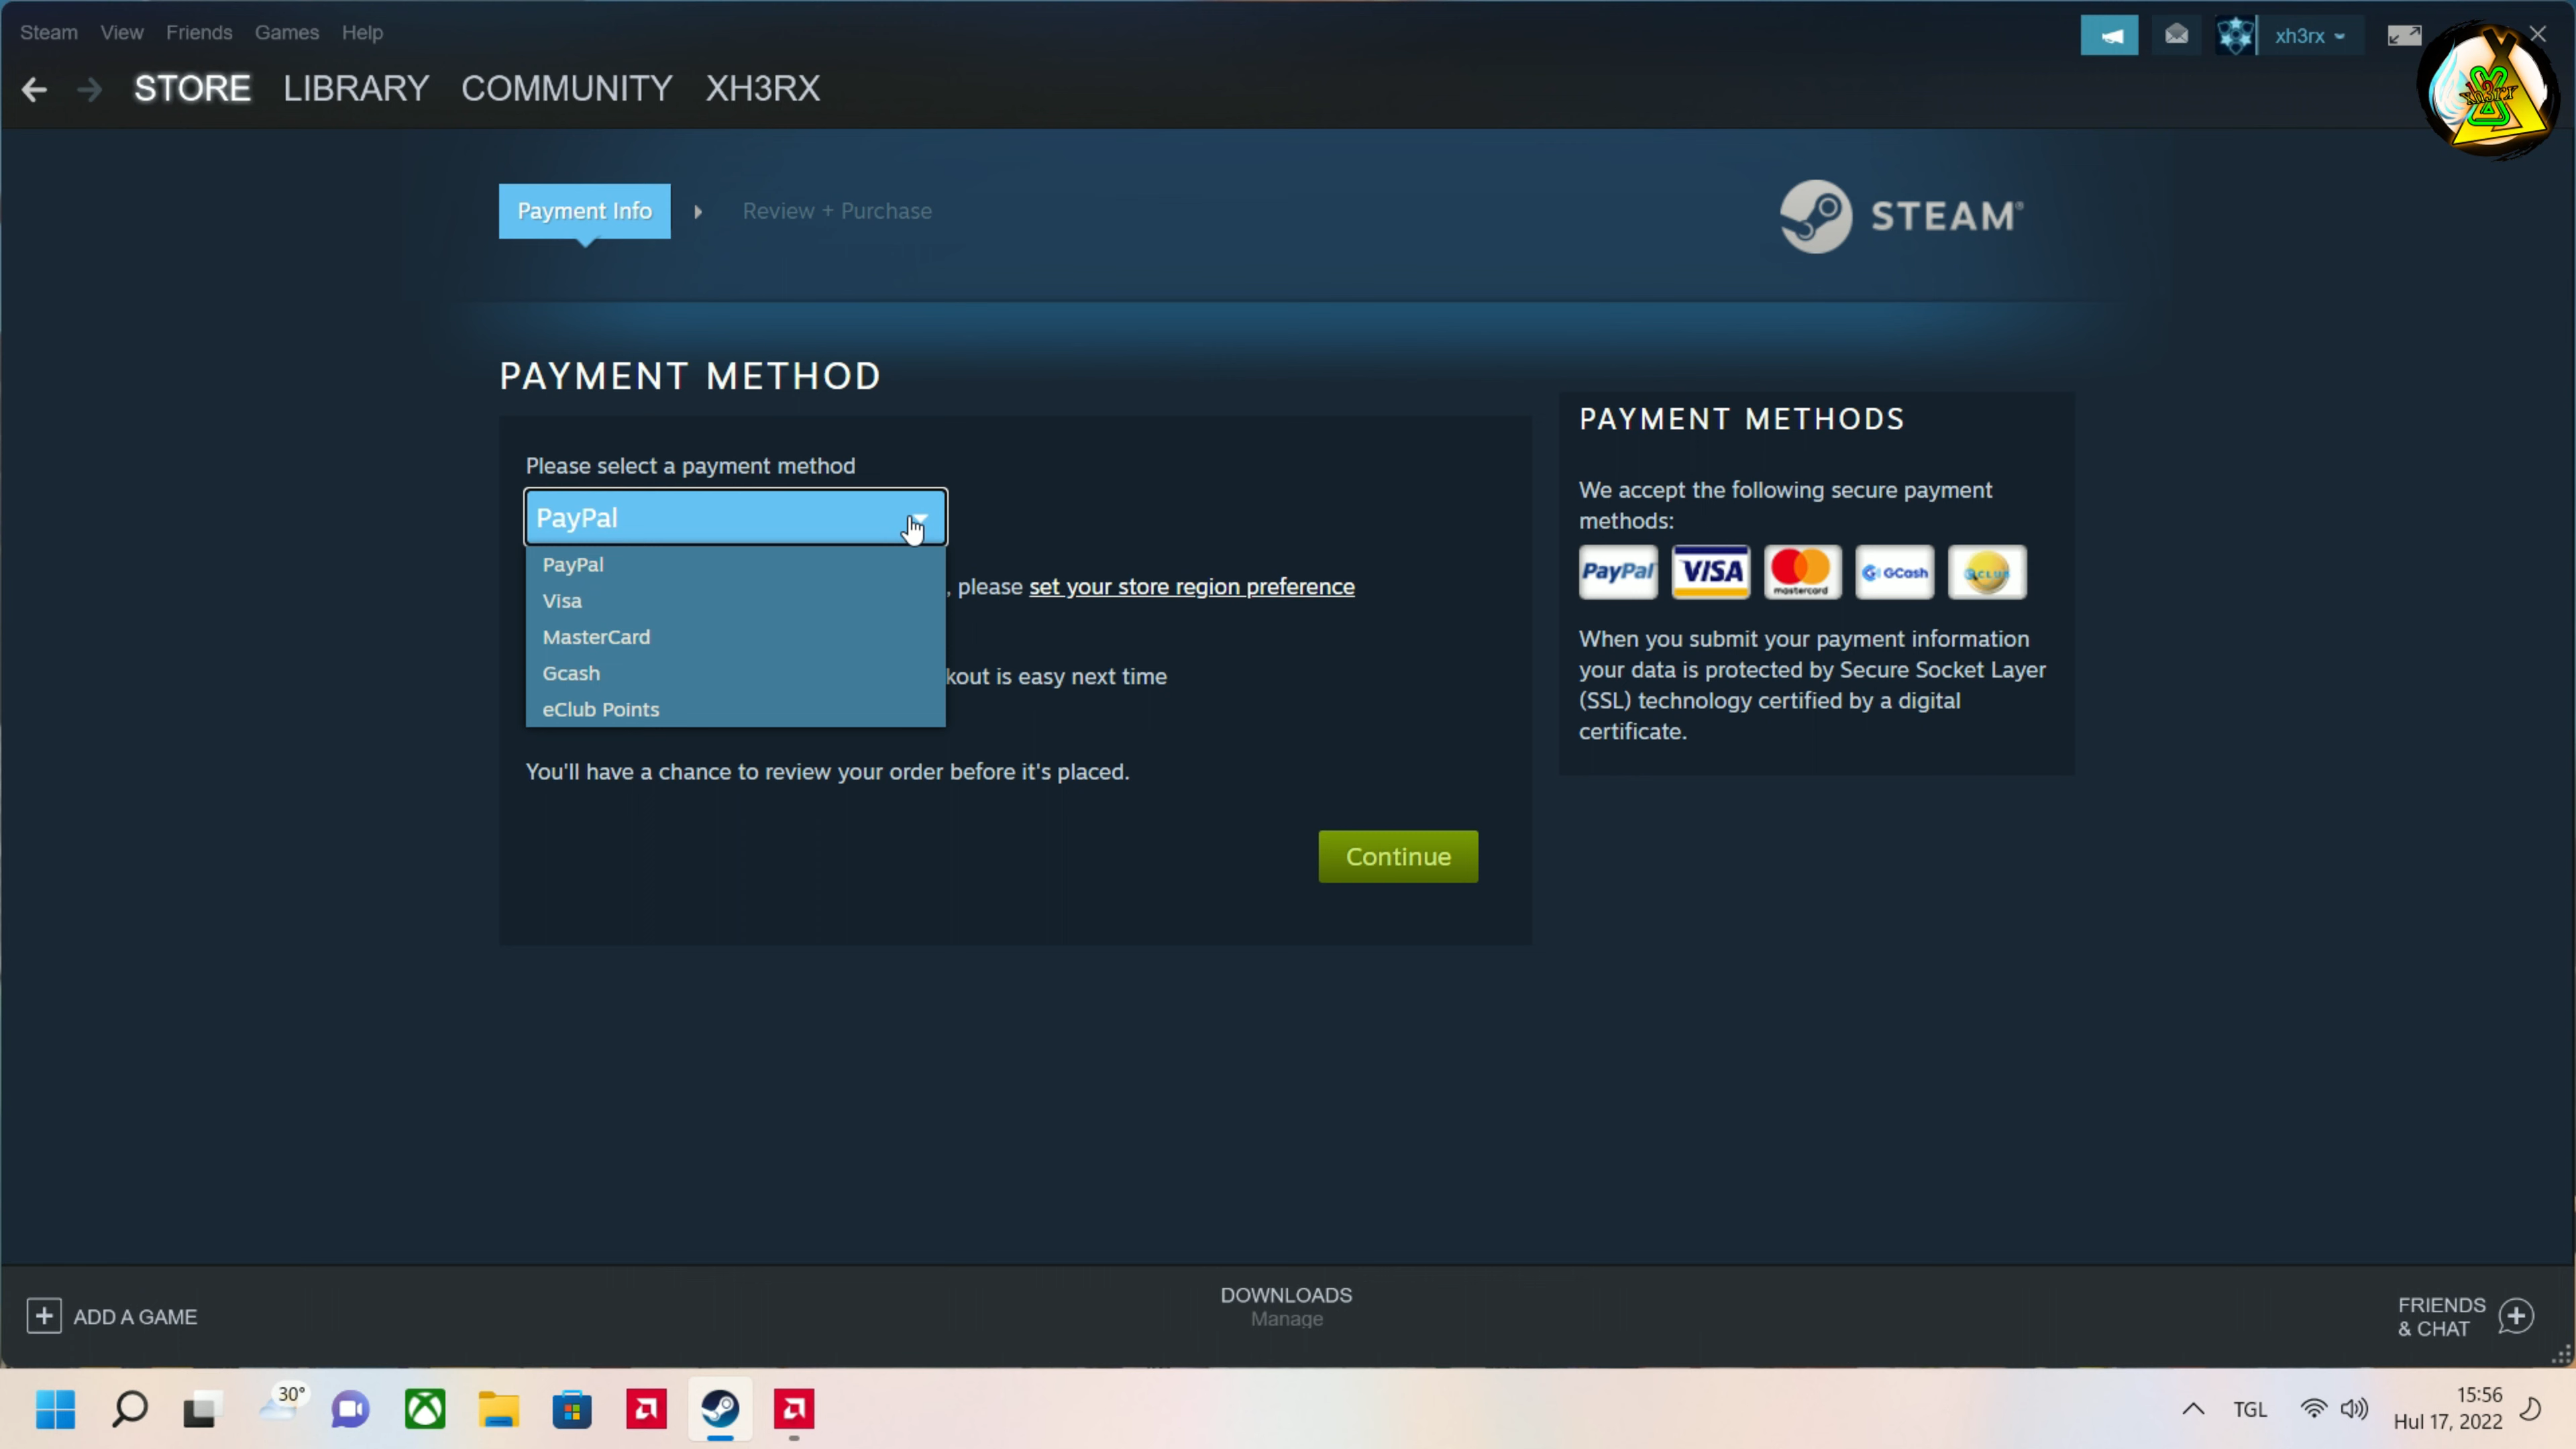 Steam View Friends Games Help
xh3rx
STORE LIBRARY COMMUNITY XH3RX
xh3rr
Payment Info Review + Purchase
STEAM®
PAYMENT METHOD
Please select a payment method
PayPal
PayPal
Visa
MasterCard
Gcash
eClub Points
, please set your store region preference
kout is easy next time
You'll have a chance to review your order before it's placed.
Continue
PAYMENT METHODS
We accept the following secure payment
methods:
PayPal VISA mastercard GCash
When you submit your payment information
your data is protected by Secure Socket Layer
(SSL) technology certified by a digital
certificate.
ADD A GAME
DOWNLOADS
Manage
FRIENDS
& CHAT
30°
TGL
15:56
Hul 17, 2022